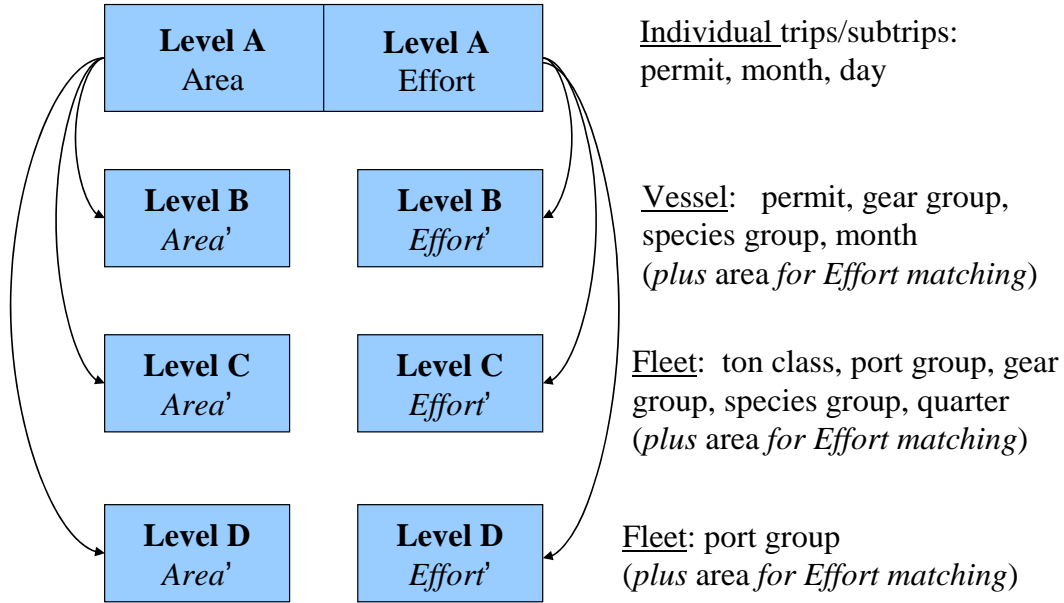 Level A
Area
Level A
Effort
Individual trips/subtrips:
permit, month, day
Level B
Area’
Level B
Effort’
Vessel: permit, gear group,
species group, month
(plus area for Effort matching)
Level C
Area’
Level C
Effort’
Fleet: ton class, port group, gear
group, species group, quarter
(plus area for Effort matching)
Level D
Area’
Level D
Effort’
Fleet: port group
(plus area for Effort matching)